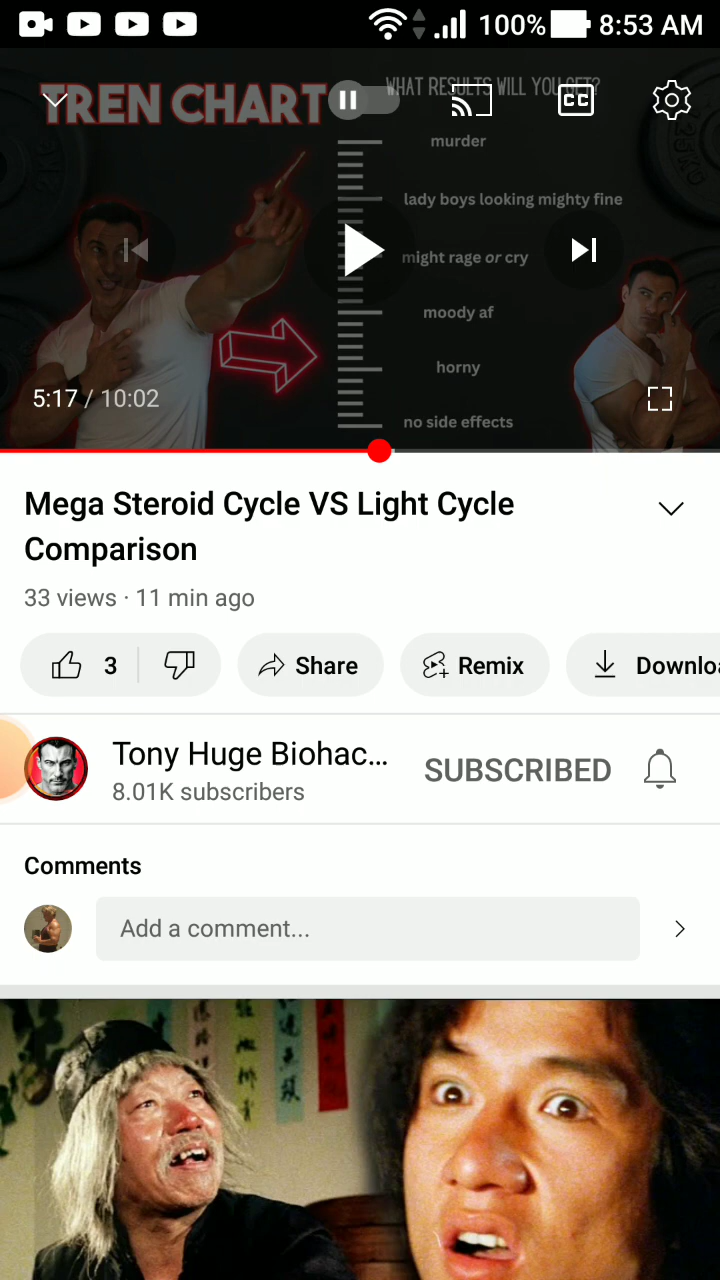 100%
8:53 AM
TREN CHART
WHAT RESULTS WILL YOU GET?
CC
murder
lady boys looking mighty fine
might rage or cry
moody af
horny
no side effects
5:17 / 10:02
Mega Steroid Cycle VS Light Cycle
Comparison
33 views · 11 min ago
3
Share
Remix
Downloa
Tony Huge Biohac...
SUBSCRIBED
8.01K subscribers
Comments
Add a comment...